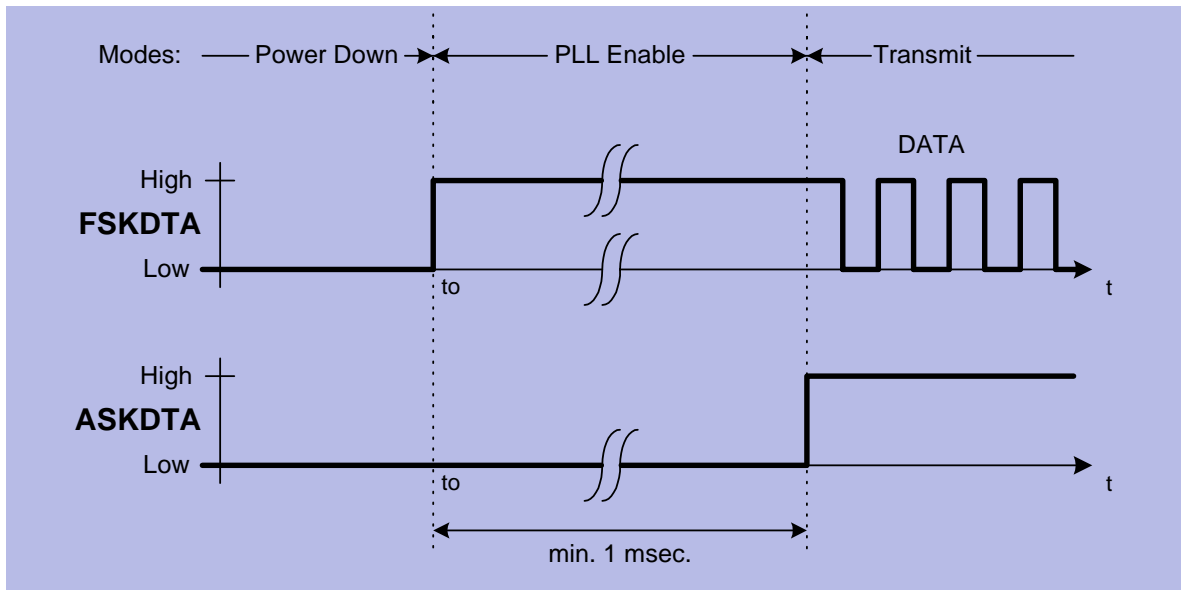 Modes: Power Down PLL Enable Transmit
DATA
High
FSKDTA
Low
to
t
High
ASKDTA
Low
to
t
min. 1 msec.